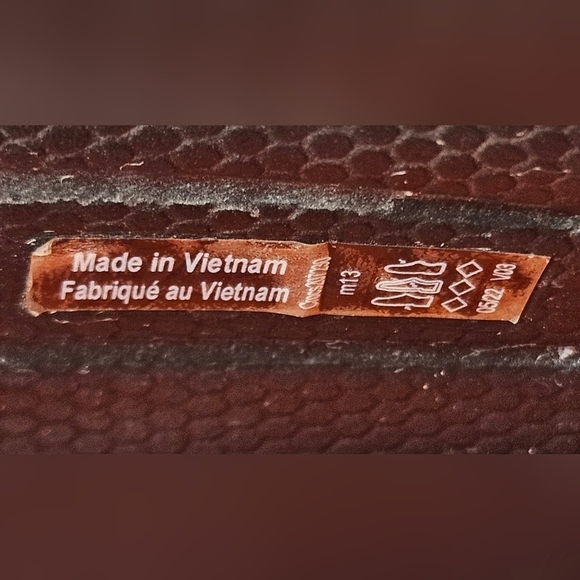 Made in Vietnam
Fabriqué au Vietnam
m13
05/22 V03